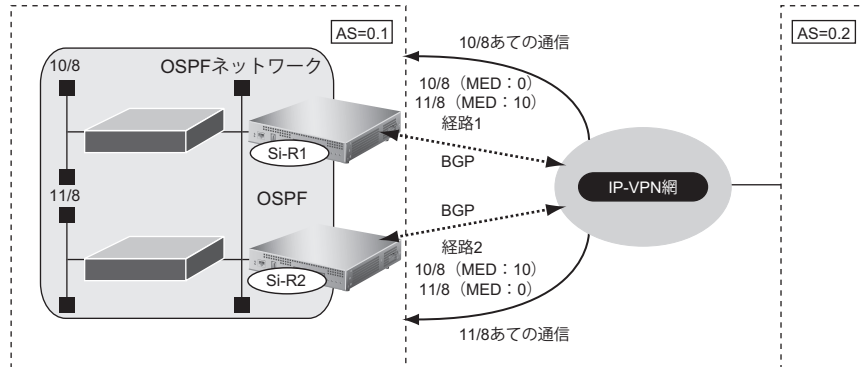 AS=0.1
AS=0.2
10/8あての通信
10/8
OSPFネットワーク
10/8（MED：0）
11/8（MED：10）
経路1
Si-R1
BGP
IP-VPN網
11/8
OSPF
BGP
経路2
10/8（MED：10）
11/8（MED：0）
Si-R2
11/8あての通信